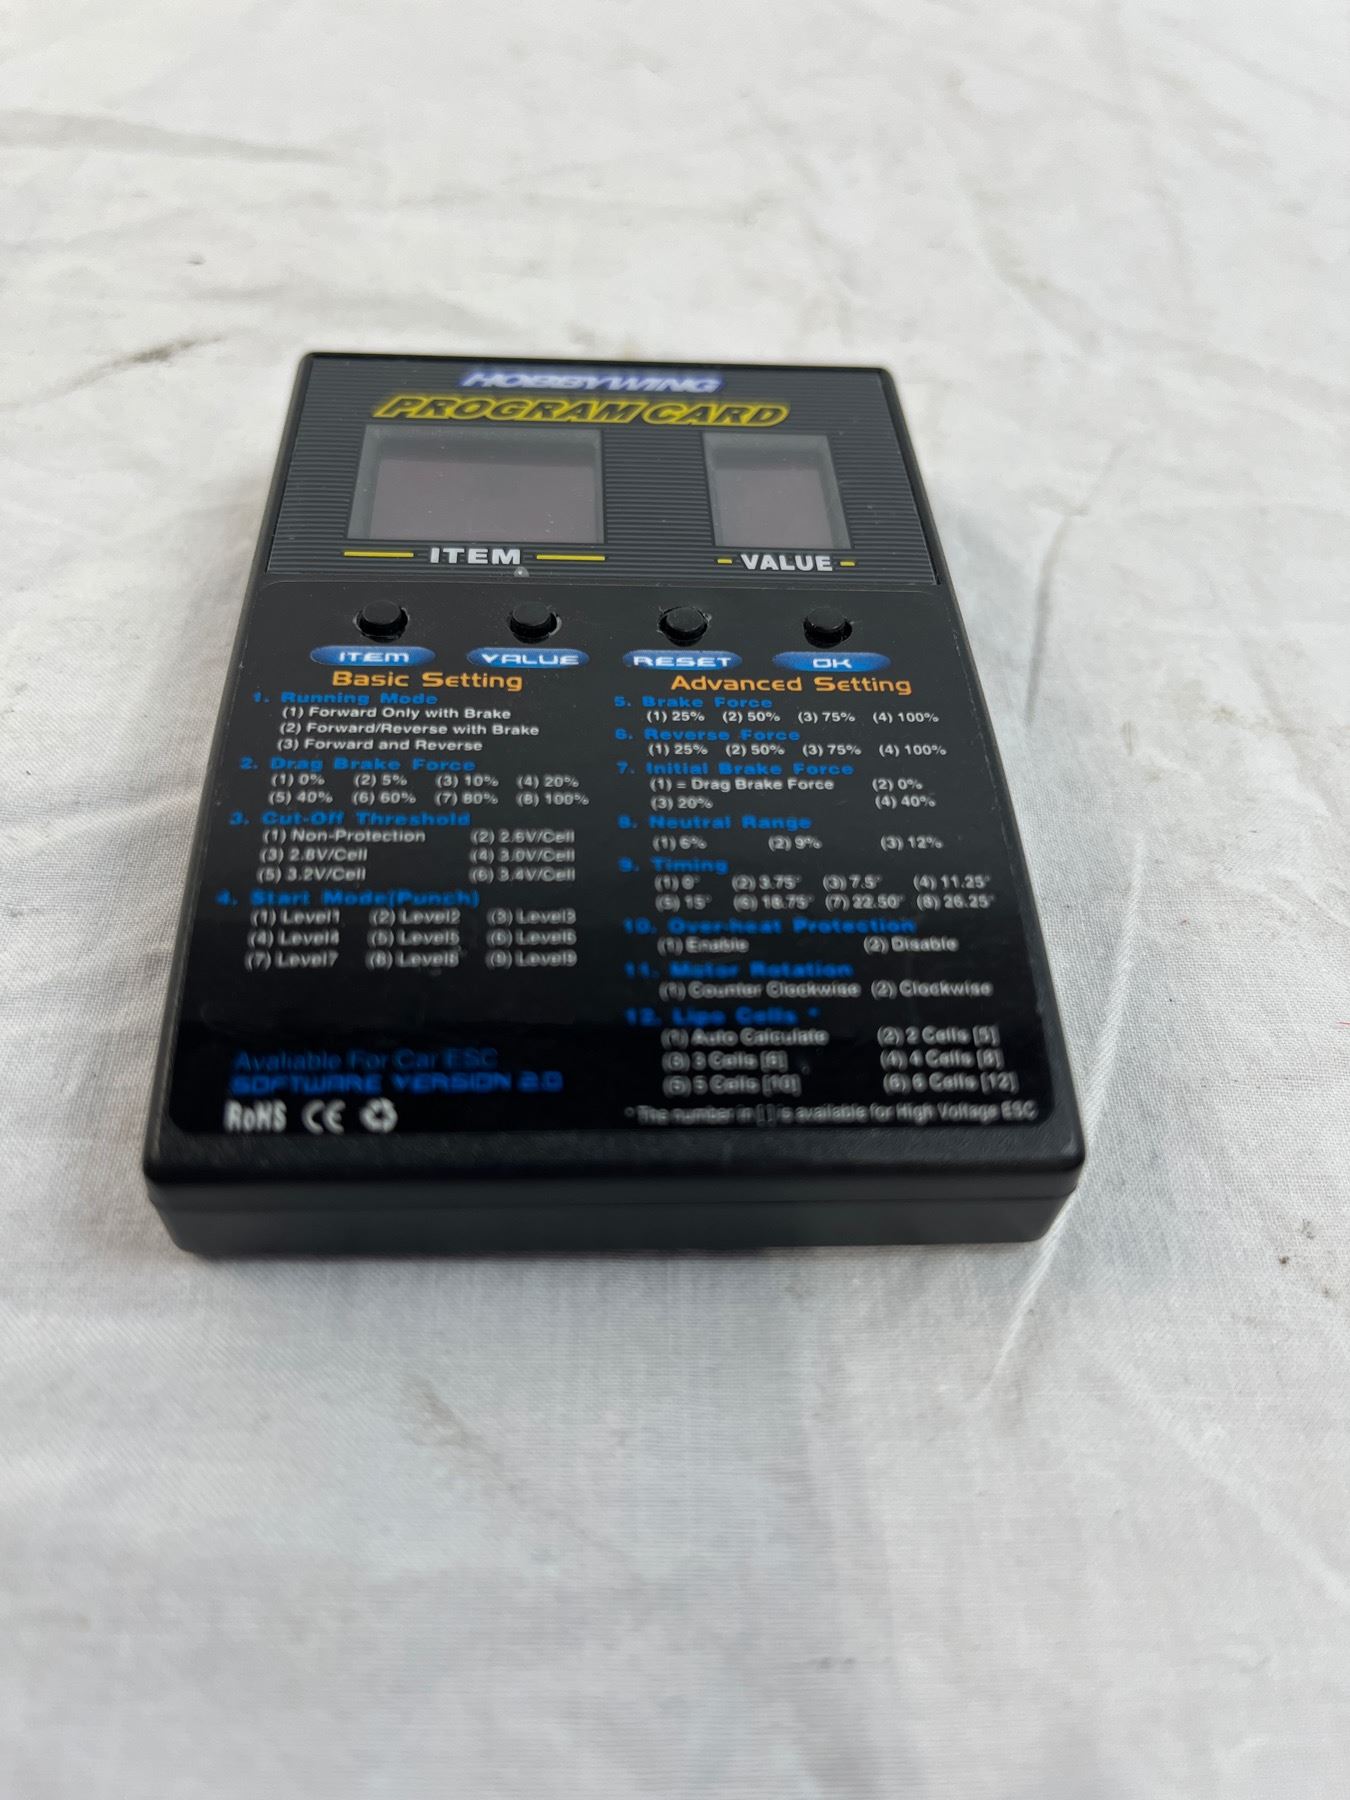 HOBBYWING
PROGRAM CARD
ITEM
VALUE
ITEM
VALUE
RESET
OK
Basic Setting
1. Running Mode
(1) Forward Only with Brake
(2) Forward/Reverse with Brake
(3) Forward and Reverse
2. Drag Brake Force
(1) 0% (2) 5% (3) 10% (4) 20%
(5) 40% (6) 60% (7) 80% (8) 100%
3. Cut-Off Threshold
(1) Non-Protection (2) 2.6V/Cell
(3) 2.8V/Cell (4) 3.0V/Cell
(5) 3.2V/Cell (6) 3.4V/Cell
4. Start Mode(Punch)
(1) Level1 (2) Level2 (3) Level3
(4) Level4 (5) Level5 (6) Level6
(7) Level7 (8) Level8 (9) Level9
Avaliable For Car ESC
SOFTWARE VERSION 2.0
RoHS CE
Advanced Setting
5. Brake Force
(1) 25% (2) 50% (3) 75% (4) 100%
6. Reverse Force
(1) 25% (2) 50% (3) 75% (4) 100%
7. Initial Brake Force
(1) = Drag Brake Force (2) 0%
(3) 20% (4) 40%
8. Neutral Range
(1) 6% (2) 9% (3) 12%
9. Timing
(1) 0° (2) 3.75° (3) 7.5° (4) 11.25°
(5) 15° (6) 18.75° (7) 22.50° (8) 26.25°
10. Over-heat Protection
(1) Enable (2) Disable
11. Motor Rotation
(1) Counter Clockwise (2) Clockwise
12. Lipo Cells *
(1) Auto Calculate (2) 2 Cells [5]
(3) 3 Cells [6] (4) 4 Cells [8]
(5) 5 Cells [10] (6) 6 Cells [12]
* The number in [ ] is available for High Voltage ESC